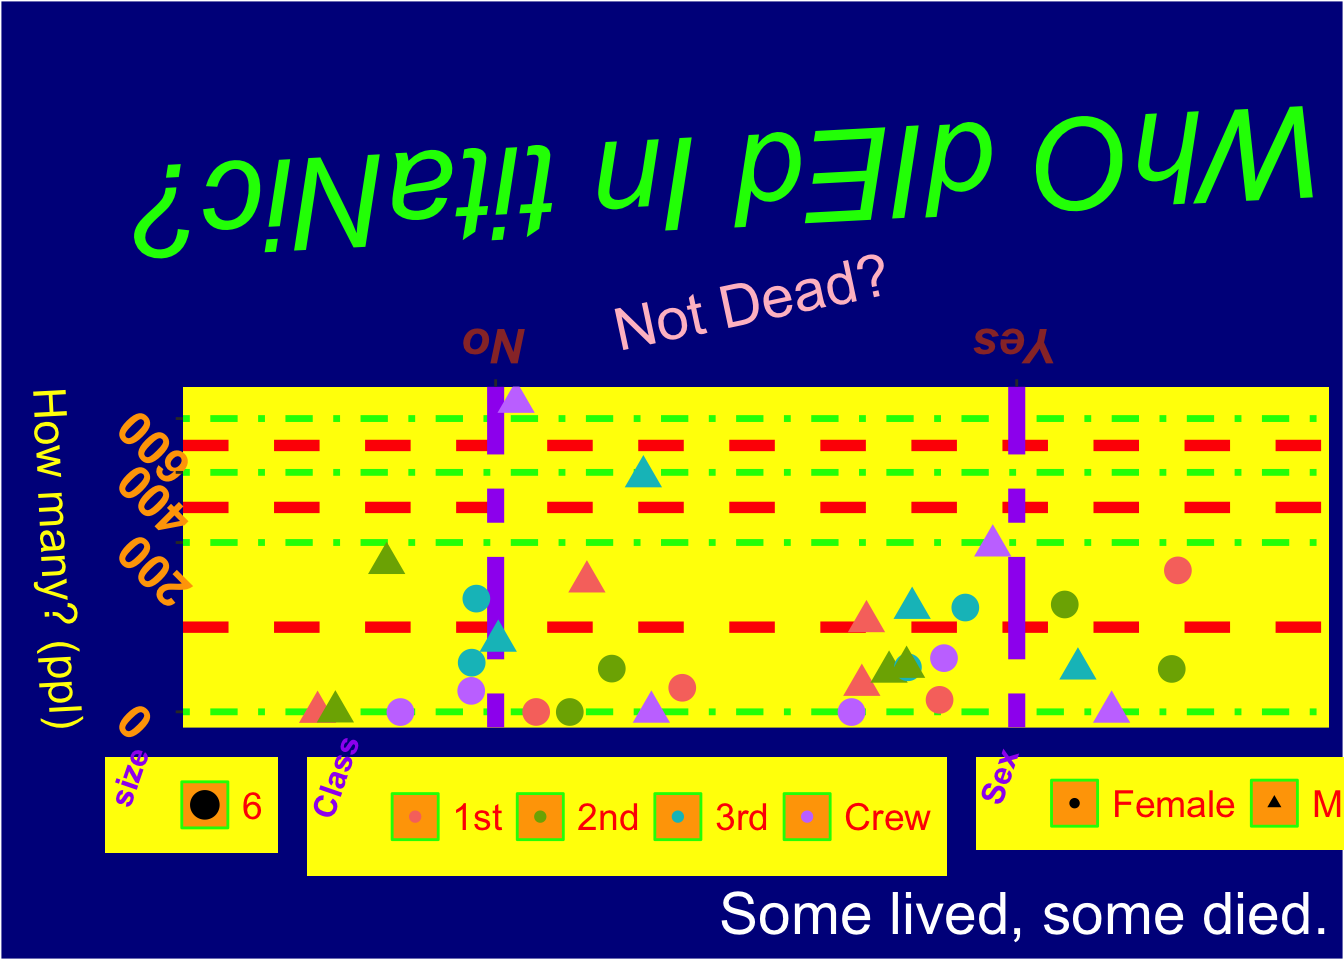 WhO dIEd In titaNic?
Not Dead?
No Yes
How many? (ppl)
600
400
200
0
size
6
Class
1st 2nd 3rd Crew
Sex
Female M
Some lived, some died.